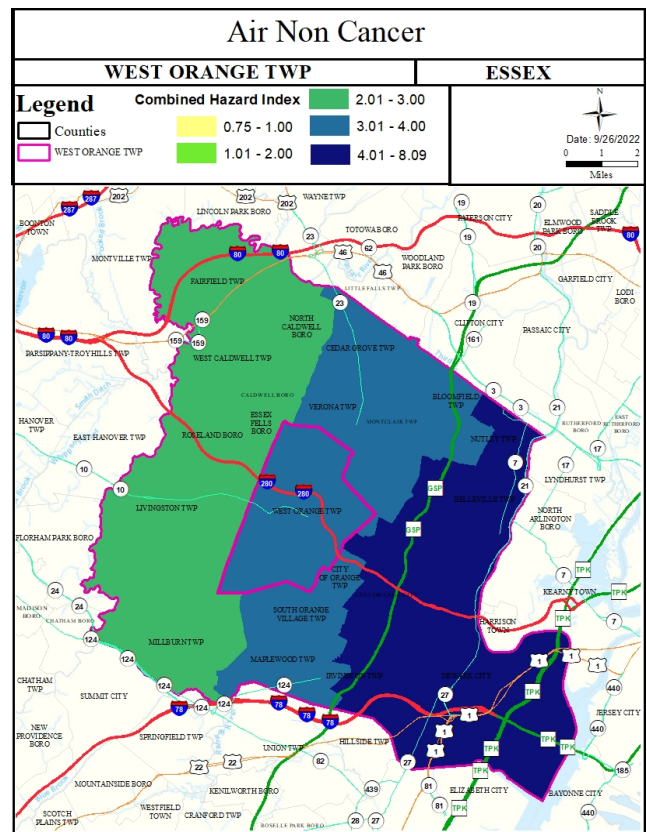 Air Non Cancer
WEST ORANGE TWP
ESSEX
Legend
Counties
WEST ORANGE TWP
Combined Hazard Index
0.75 - 1.00
1.01 - 2.00
2.01 - 3.00
3.01 - 4.00
4.01 - 8.09
N
Date: 9/26/2022
0 1 2
Miles
287
287
202
LINCOLN PARK BORO
202
WAYNE TWP
19
PATERSON CITY
20
ELMWOOD
PARK BORO
SADDLE
BROOK
TWP
BOONTON
TOWN
23
TOTOWA BORO
62
19
20
80
MONTVILLE TWP
80
80
46
46
WOODLAND
PARK BORO
GARFIELD CITY
FAIRFIELD TWP
LITTLE FALLS TWP
LODI
BORO
159
NORTH
CALDWELL
BORO
23
19
CLIFTON CITY
161
PASSAIC CITY
80
80
159
159
PARSIPPANY-TROY HILLS TWP
WEST CALDWELL TWP
CEDAR GROVE TWP
CALDWELL BORO
VERONA TWP
BLOOMFIELD
TWP
3
3
21
HANOVER
TWP
EAST HANOVER TWP
ROSELAND BORO
ESSEX
FELLS
BORO
MONTCLAIR TWP
NUTLEY TWP
RUTHERFORD
BORO
EAST
RUTHERFORD
BORO
17
10
10
280
280
7
21
17
LYNDHURST TWP
GSP
BELLEVILLE TWP
LIVINGSTON TWP
WEST ORANGE TWP
GSP
NORTH
ARLINGTON
BORO
FLORHAM PARK BORO
CITY
OF ORANGE
TWP
TPK
7
KEARNY TOWN
TPK
24
24
MADISON
BORO
CHATHAM BORO
SOUTH ORANGE
VILLAGE TWP
HARRISON
TOWN
TPK
7
124
MILLBURN TWP
MAPLEWOOD TWP
1
1
1
CHATHAM
TWP
124
124
SUMMIT CITY
124
124
124
IRVINGTON TWP
NEWARK CITY
27
TPK
440
JERSEY CITY
NEW
PROVIDENCE
BORO
78
78
78
78
1
1
1
440
SPRINGFIELD TWP
UNION TWP
HILLSIDE TWP
TPK
TPK
TPK
22
22
82
27
TPK
185
MOUNTAINSIDE BORO
KENILWORTH BORO
439
81
81
ELIZABETH CITY
BAYONNE CITY
SCOTCH
PLAINS TWP
WESTFIELD
TOWN
CRANFORD TWP
ROSELLE PARK BORO
28
27
TPK
440